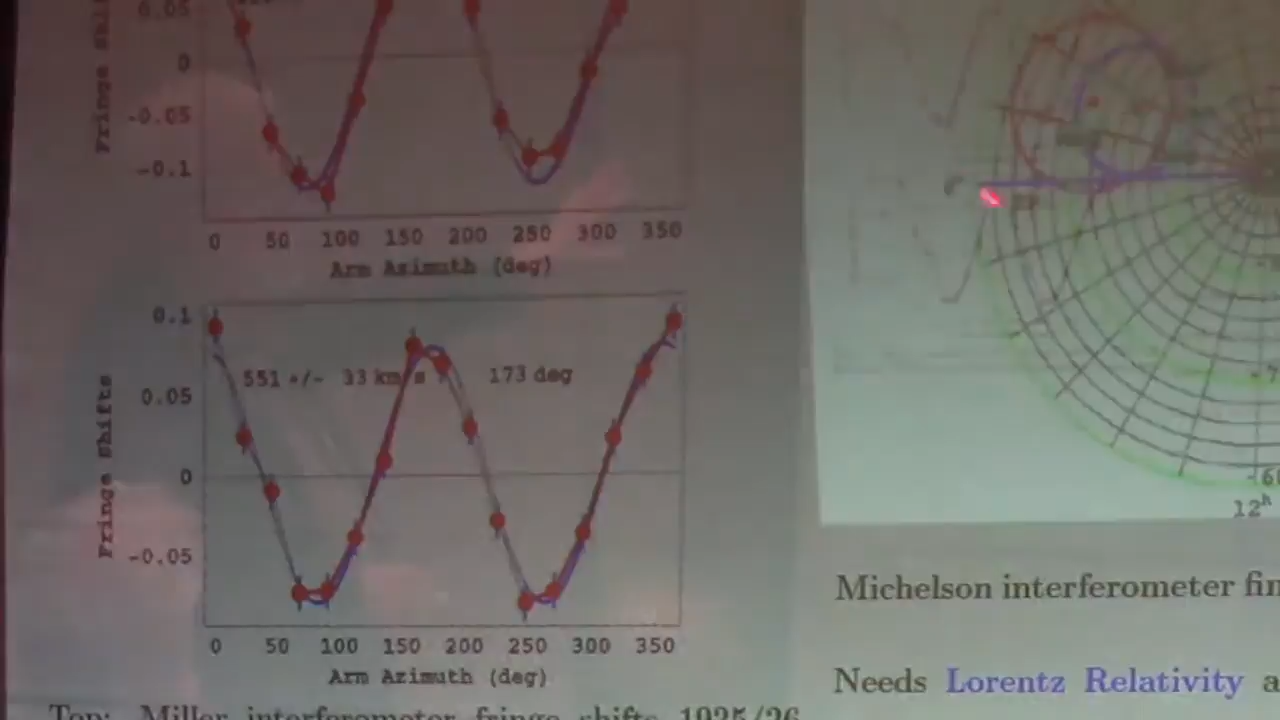 0.05
0
-0.05
-0.1
Fringe
0 50 100 150 200 250 300 350
Arm Azimuth (deg)
0.1
0.05
0
-0.05
Fringe Shifts
551 +/- 33 km/s 173 deg
0 50 100 150 200 250 300 350
Arm Azimuth (deg)
Top: Miller interferometer fringe shifts 1925/26
12h
Michelson interferometer
Needs Lorentz Relativity